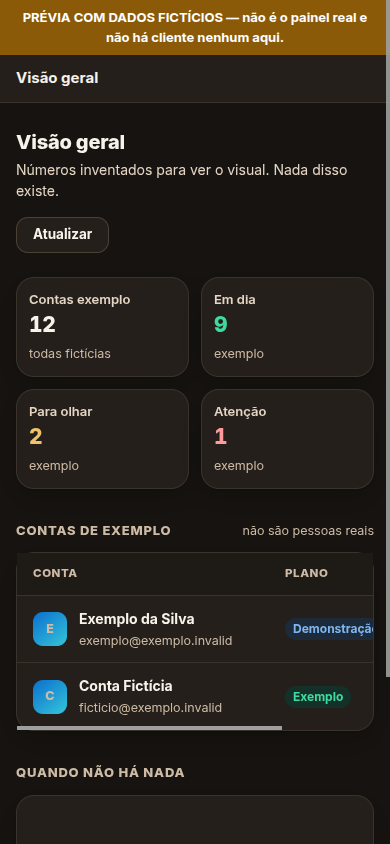 PRÉVIA COM DADOS FICTÍCIOS — não é o painel real e
não há cliente nenhum aqui.
Visão geral
Visão geral
Números inventados para ver o visual. Nada disso
existe.
Atualizar
Contas exemplo
12
todas fictícias
Em dia
9
exemplo
Para olhar
2
exemplo
Atenção
1
exemplo
CONTAS DE EXEMPLO
não são pessoas reais
CONTA PLANO
E
Exemplo da Silva
exemplo@exemplo.invalid
Demonstraçã
C
Conta Fictícia
ficticio@exemplo.invalid
Exemplo
QUANDO NÃO HÁ NADA